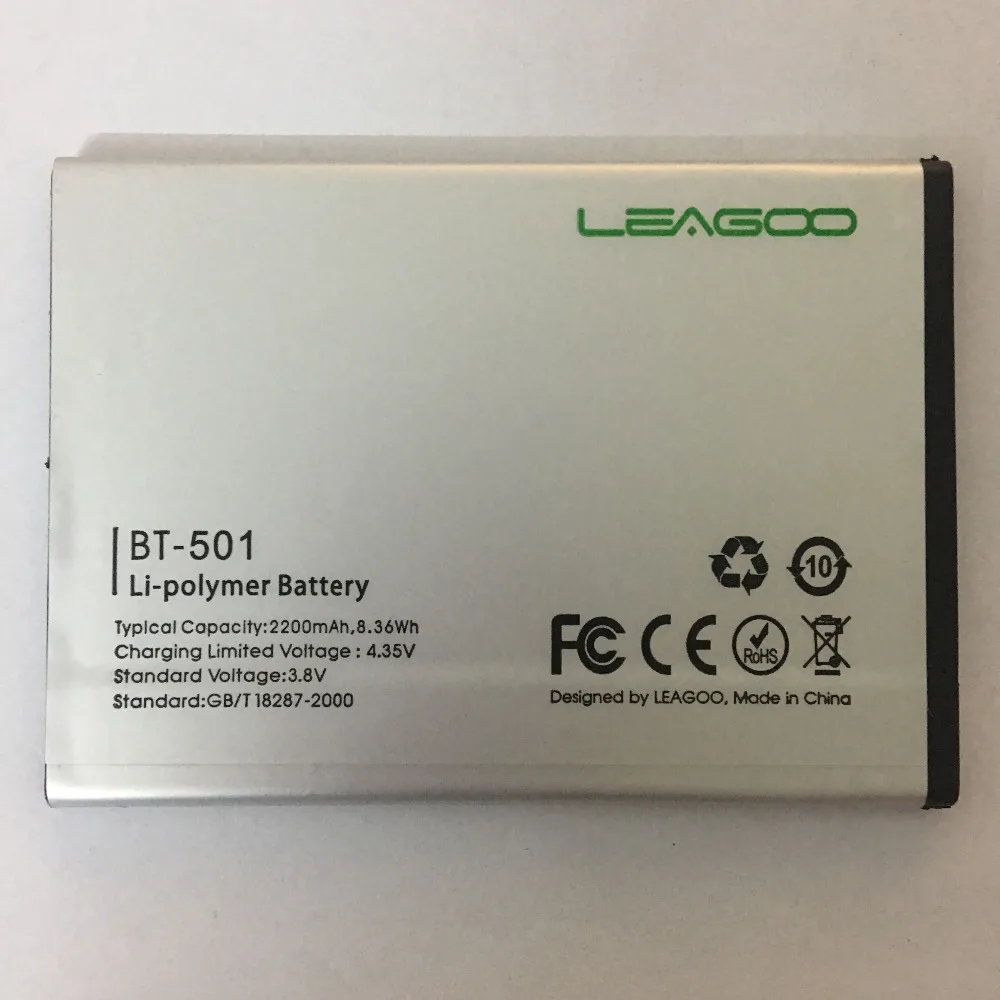 LEAGOO
BT-501
Li-polymer Battery
Typical Capacity:2200mAh,8.36Wh
Charging Limited Voltage : 4.35V
Standard Voltage:3.8V
Standard:GB/T18287-2000
10
FC CE RoHS
Designed by LEAGOO, Made in China